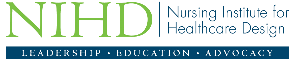 NIHD
Nursing Institute for
Healthcare Design
LEADERSHIP • EDUCATION • ADVOCACY